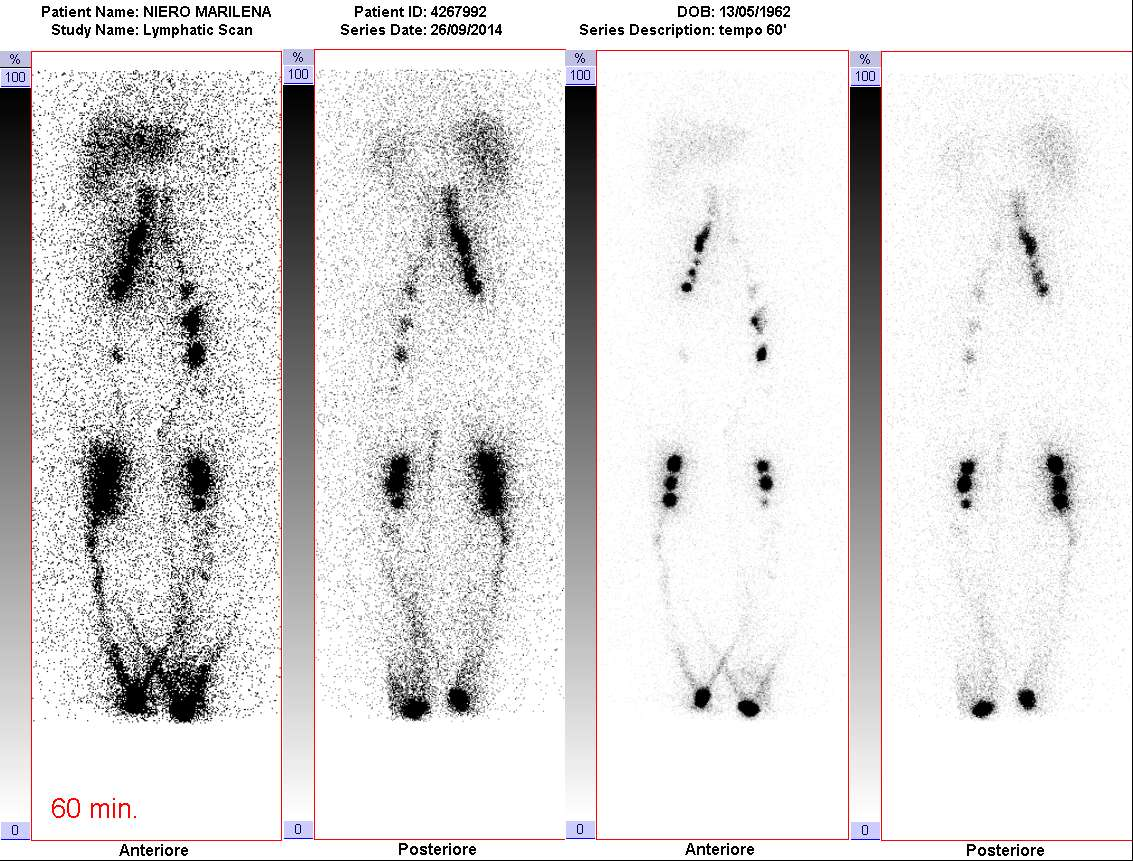 Patient Name: NIERO MARILENA Patient ID: 4267992 DOB: 13/05/1962
Study Name: Lymphatic Scan Series Date: 26/09/2014 Series Description: tempo 60'
% % % %
100 100 100 100
60 min.
0 0 0 0
Anteriore Posteriore Anteriore Posteriore